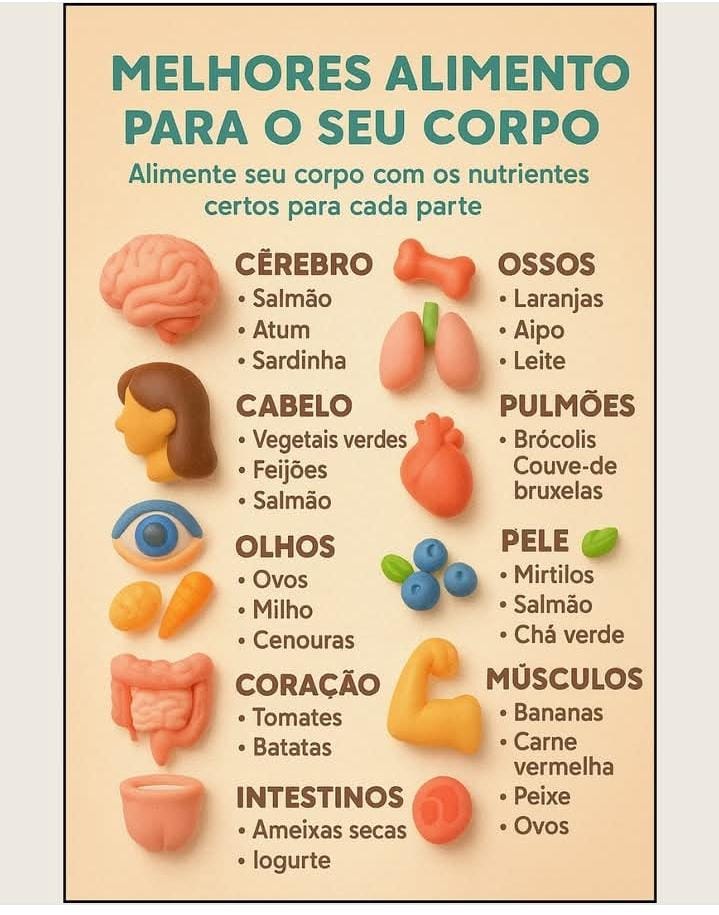 MELHORES ALIMENTO
PARA O SEU CORPO
Alimente seu corpo com os nutrientes
certos para cada parte
CẼREBRO
• Salmão
• Atum
• Sardinha
CABELO
• Vegetais verdes
• Feijões
• Salmão
OLHOS
• Ovos
• Milho
• Cenouras
CORAÇÃO
• Tomates
• Batatas
INTESTINOS
• Ameixas secas
• Iogurte
OSSOS
• Laranjas
• Aipo
• Leite
PULMÕES
• Brócolis
Couve-de
bruxelas
PELE
• Mirtilos
• Salmão
• Chá verde
MÚSCULOS
• Bananas
• Carne
vermelha
• Peixe
• Ovos